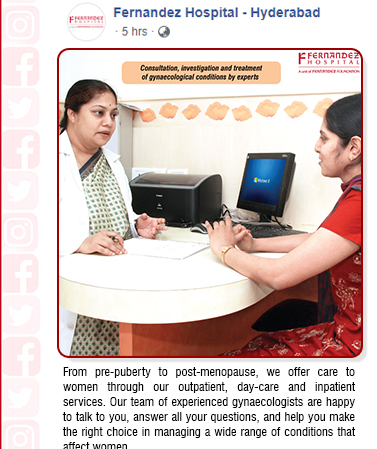 Fernandez Hospital - Hyderabad
5 hrs
Consultation, investigation and treatment
of gynaecological conditions by experts
FERNANDEZ
HOSPITAL
A unit of FERNANDEZ FOUNDATION
From pre-puberty to post-menopause, we offer care to
women through our outpatient, day-care and inpatient
services. Our team of experienced gynaecologists are happy
to talk to you, answer all your questions, and help you make
the right choice in managing a wide range of conditions that
affect women